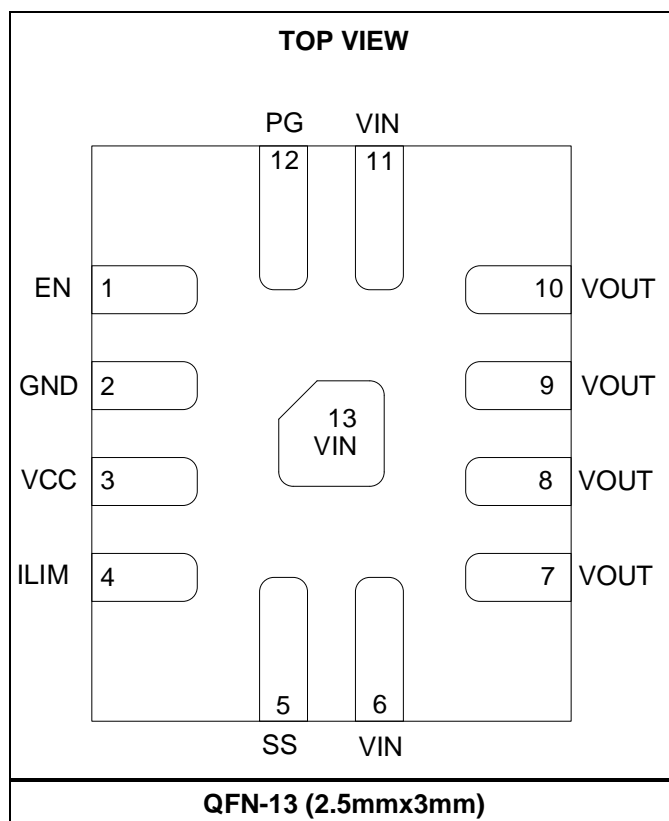 TOP VIEW
PG VIN
12 11
EN 1 10 VOUT
GND 2 9 VOUT
13
VIN
VCC 3 8 VOUT
ILIM 4 7 VOUT
5 6
SS VIN
QFN-13 (2.5mmx3mm)